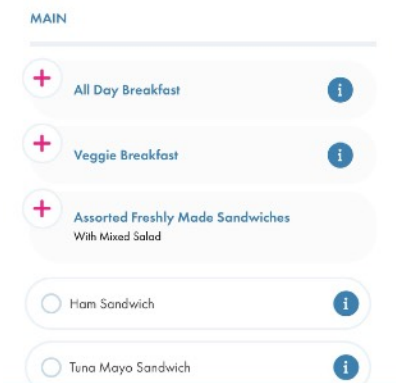 MAIN
All Day Breakfast
Veggie Breakfast
Assorted Freshly Made Sandwiches
With Mixed Salad
Ham Sandwich
Tuna Mayo Sandwich